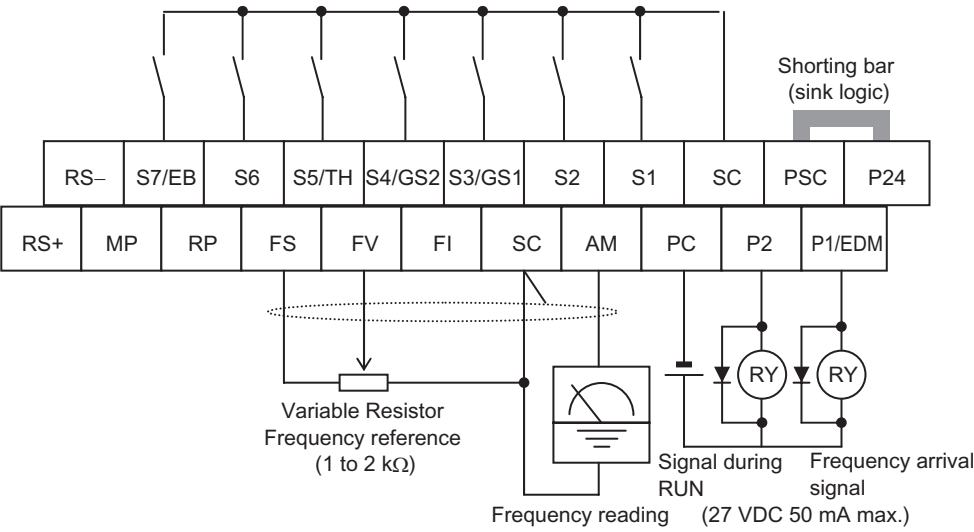 Shorting bar
(sink logic)
RS– S7/EB S6 S5/TH S4/GS2 S3/GS1 S2 S1 SC PSC P24
RS+ MP RP FS FV FI SC AM PC P2 P1/EDM
RY RY
Variable Resistor
Frequency reference
(1 to 2 kΩ)
Signal during
RUN
Frequency arrival
signal
Frequency reading
(27 VDC 50 mA max.)